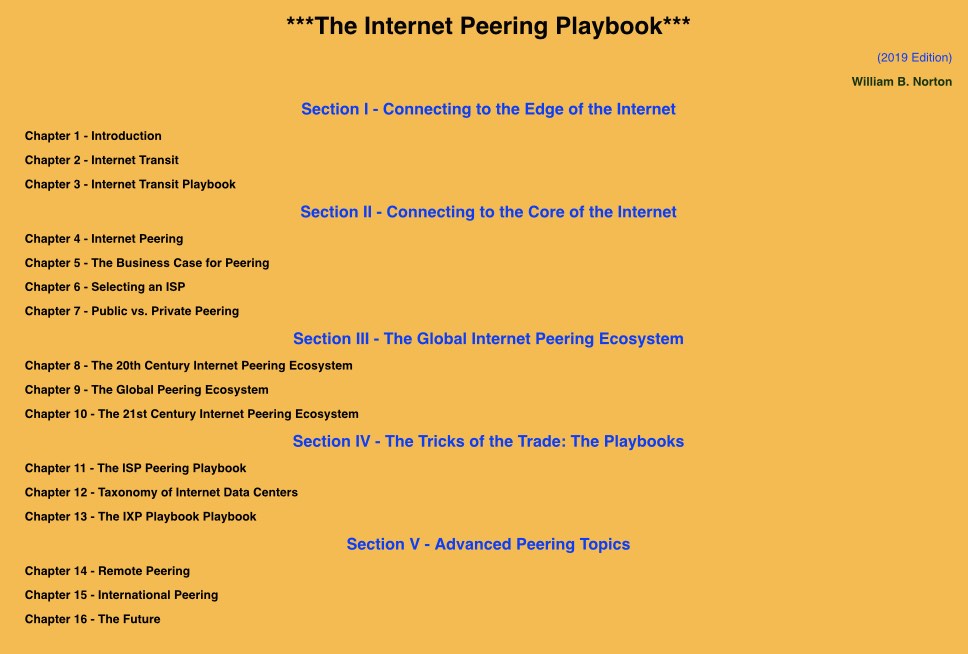 ***The Internet Peering Playbook***
(2019 Edition)
William B. Norton
Section I - Connecting to the Edge of the Internet
Chapter 1 - Introduction
Chapter 2 - Internet Transit
Chapter 3 - Internet Transit Playbook
Section II - Connecting to the Core of the Internet
Chapter 4 - Internet Peering
Chapter 5 - The Business Case for Peering
Chapter 6 - Selecting an ISP
Chapter 7 - Public vs. Private Peering
Section III - The Global Internet Peering Ecosystem
Chapter 8 - The 20th Century Internet Peering Ecosystem
Chapter 9 - The Global Peering Ecosystem
Chapter 10 - The 21st Century Internet Peering Ecosystem
Section IV - The Tricks of the Trade: The Playbooks
Chapter 11 - The ISP Peering Playbook
Chapter 12 - Taxonomy of Internet Data Centers
Chapter 13 - The IXP Playbook Playbook
Section V - Advanced Peering Topics
Chapter 14 - Remote Peering
Chapter 15 - International Peering
Chapter 16 - The Future